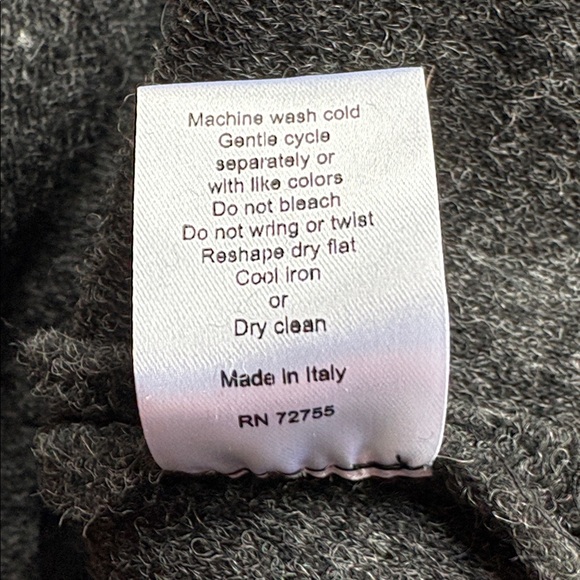 Machine wash cold
Gentle cycle
separately or
with like colors
Do not bleach
Do not wring or twist
Reshape dry flat
Cool iron
or
Dry clean
Made In Italy
RN 72755